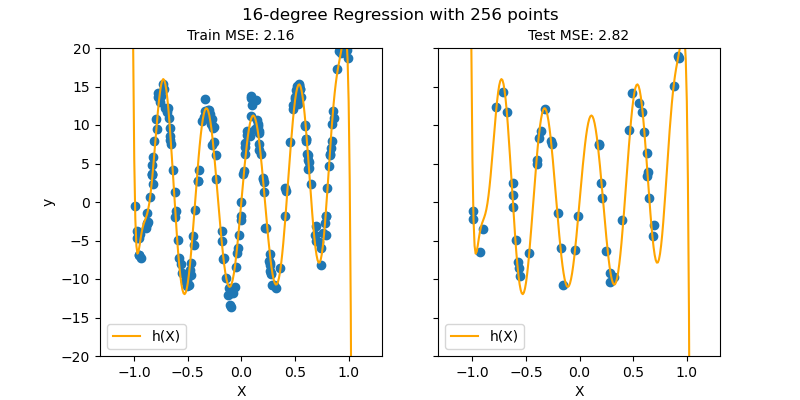 16-degree Regression with 256 points
Train MSE: 2.16
Test MSE: 2.82
20
15
10
5
0
−5
−10
−15
−20
y
h(X)
h(X)
−1.0 −0.5 0.0 0.5 1.0
−1.0 −0.5 0.0 0.5 1.0
X
X